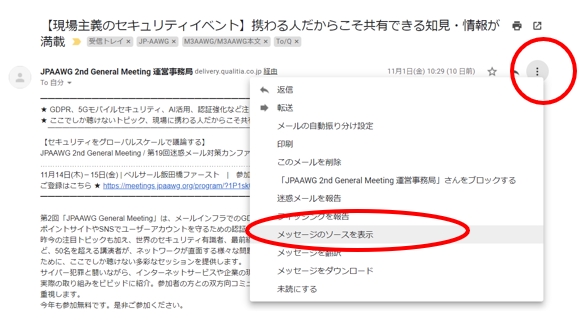 【現場主義のセキュリティイベント】携わる人だからこそ共有できる知見・情報が
満載 受信トレイ × JP-AAWG × M3AAWG/M3AAWG本文 × To/Q ×
JPAAWG 2nd General Meeting 運営事務局 delivery.qualitia.co.jp 経由 11月1日(金) 10:29 (10 日前)
To 自分
★ GDPR、5Gモバイルセキュリティ、AI活用、認証強化など注
★ ここでしか聴けないトピック、現場に携わる人だからこそ共
【セキュリティをグローバルスケールで議論する】
JPAAWG 2nd General Meeting / 第19回迷惑メール対策カンファ
11月14日(木)－15日(金) | ベルサール飯田橋ファースト | 参加
ご登録はこちら ★ https://meetings.jpaawg.org/program/?1P1sk
第2回「JPAAWG General Meeting」は、メールインフラでのGD
ポイントサイトやSNSでユーザーアカウントを守るための認証
昨今の注目トピックも加え、世界のセキュリティ有識者、最前
ど、50名を超える講演者が、ネットワークが直面する様々な問
ために、ここでしか聴けない多彩なセッションを提供します。
サイバー犯罪と闘いながら、インターネットサービスや企業の
実際の取り組みをビビッドに紹介。参加者の方との双方向コミュ
重視します。
今年も参加無料です。是非ご参加ください。
返信
転送
メールの自動振り分け設定
印刷
このメールを削除
「JPAAWG 2nd General Meeting 運営事務局」さんをブロックする
迷惑メールを報告
フィッシングを報告
メッセージのソースを表示
メッセージを翻訳
メッセージをダウンロード
未読にする